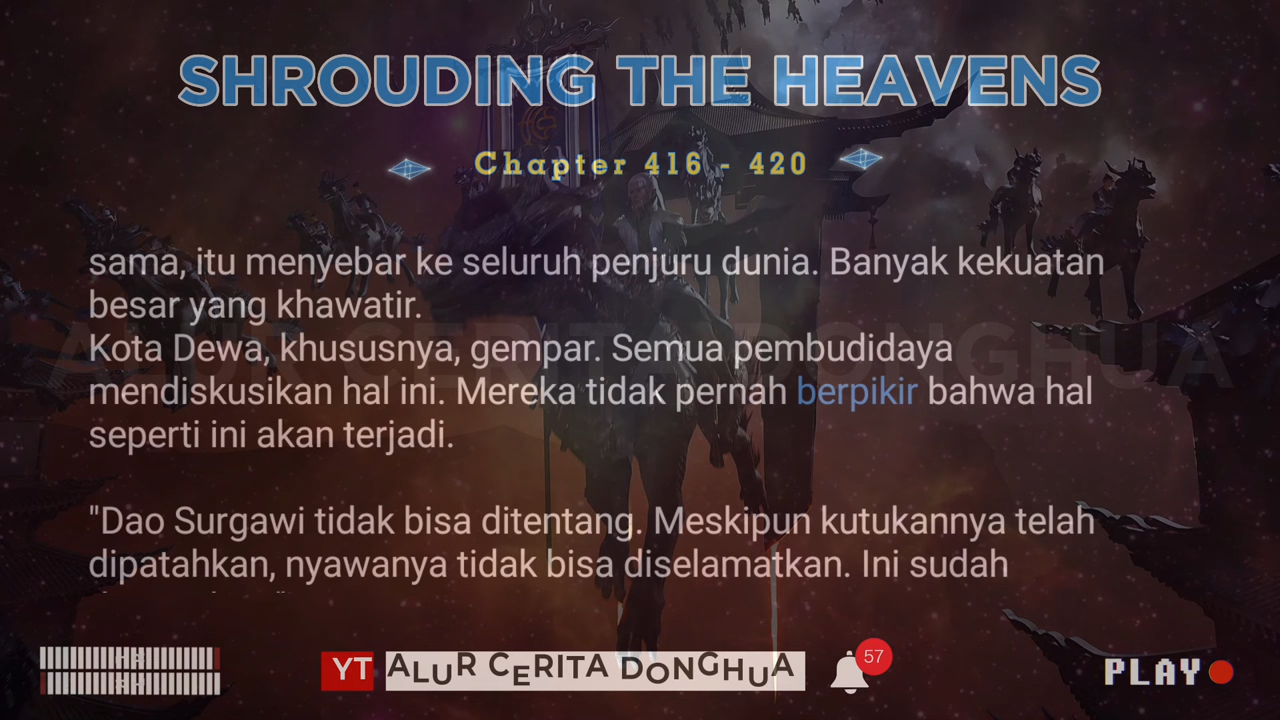 SHROUDING THE HEAVENS
Chapter 416 - 420
sama, itu menyebar ke seluruh penjuru dunia. Banyak kekuatan
besar yang khawatir.
Kota Dewa, khususnya, gempar. Semua pembudidaya
mendiskusikan hal ini. Mereka tidak pernah berpikir bahwa hal
seperti ini akan terjadi.
"Dao Surgawi tidak bisa ditentang. Meskipun kutukannya telah
dipatahkan, nyawanya tidak bisa diselamatkan. Ini sudah
ALUR CERITA DONGHUA
YT ALUR CERITA DONGHUA
57
PLAY